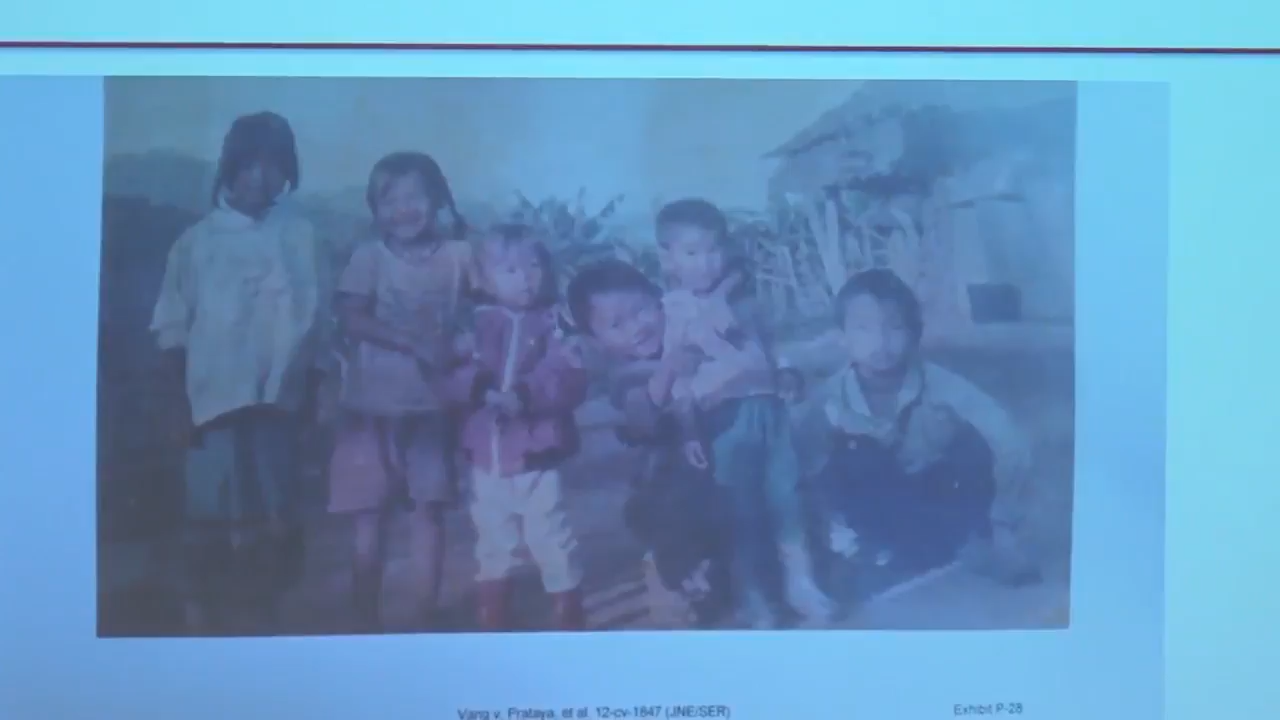 Vang v. Prataya, et al. 12-cv-1847 (JNE/SER)
Exhibit P-28